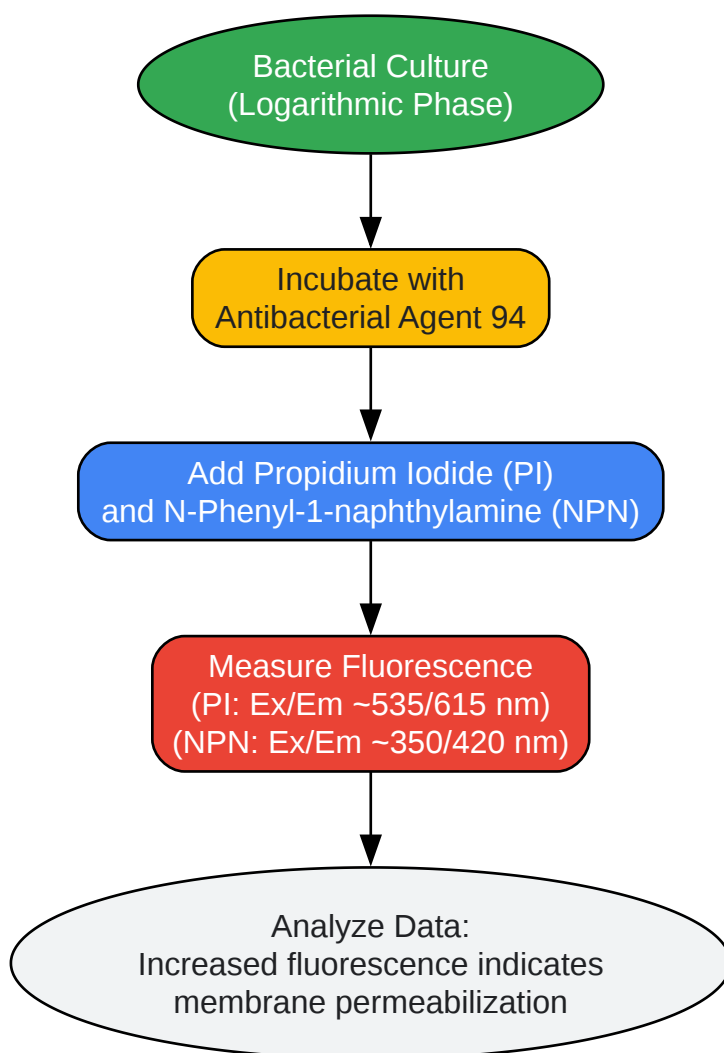 Bacterial Culture
(Logarithmic Phase)
Incubate with
Antibacterial Agent 94
Add Propidium Iodide (PI)
and N-Phenyl-1-naphthylamine (NPN)
Measure Fluorescence
(PI: Ex/Em ~535/615 nm)
(NPN: Ex/Em ~350/420 nm)
Analyze Data:
Increased fluorescence indicates
membrane permeabilization